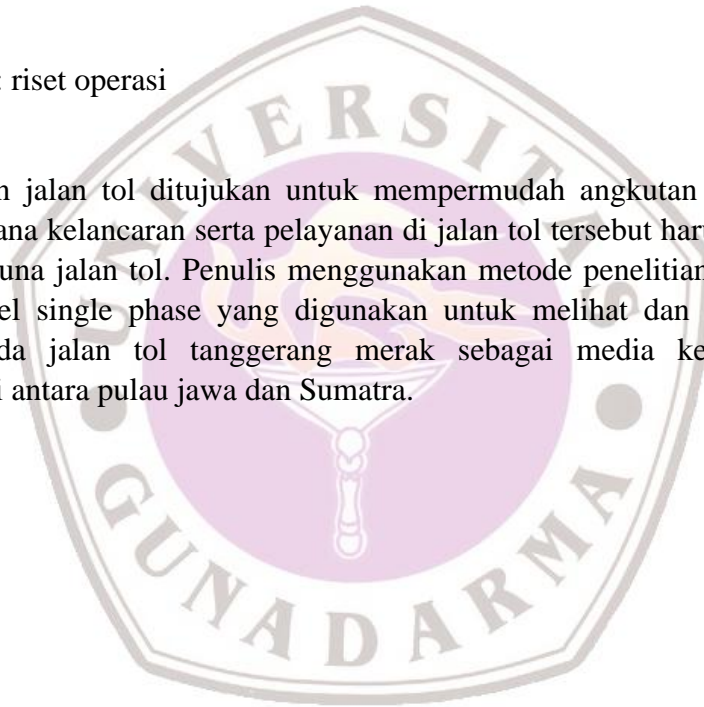 : riset operasi
n jalan tol ditujukan untuk mempermudah angkutan
ana kelancaran serta pelayanan di jalan tol tersebut haru
una jalan tol. Penulis menggunakan metode penelitian
el single phase yang digunakan untuk melihat dan
da jalan tol tanggerang merak sebagai media ke
i antara pulau jawa dan Sumatra.
UNIVERSITAS
GUNADARMA